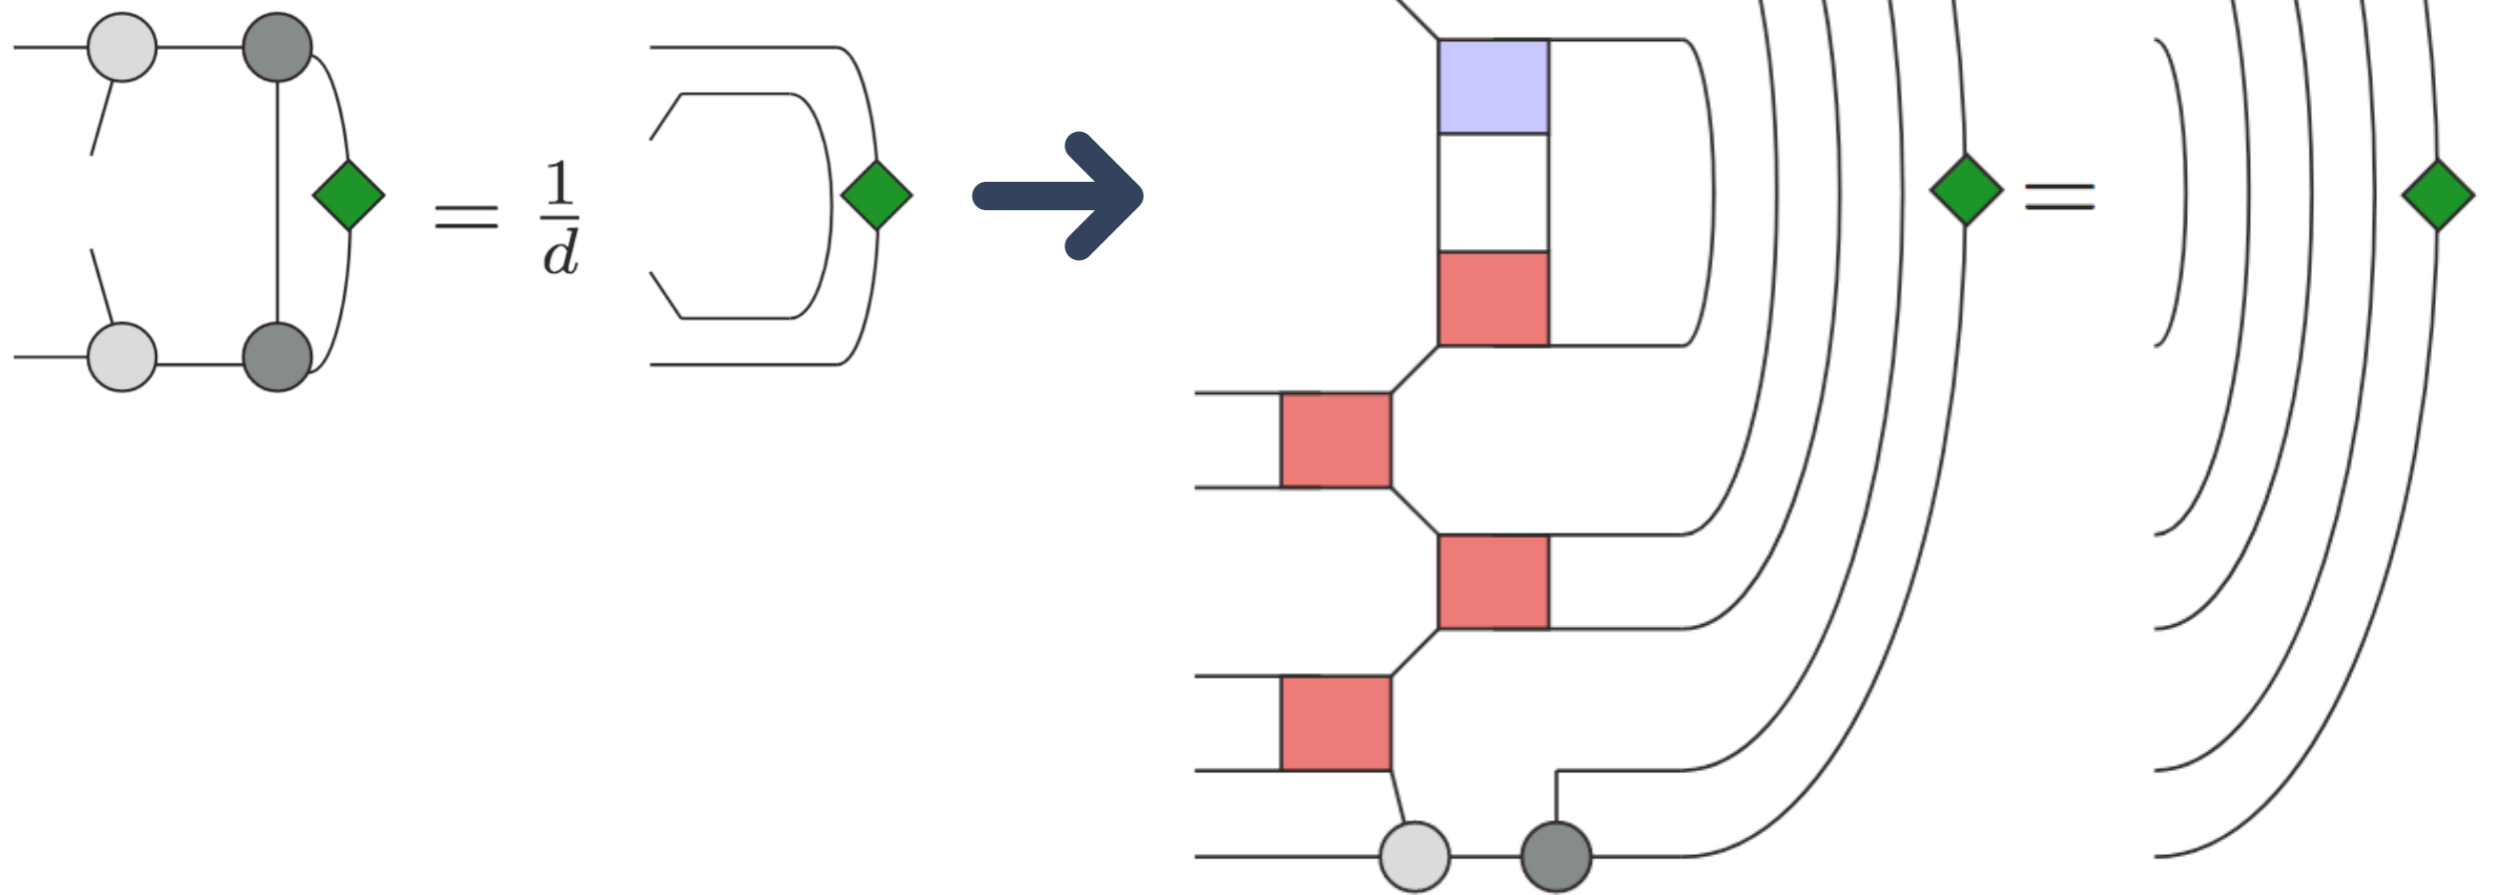 = 1/d
=